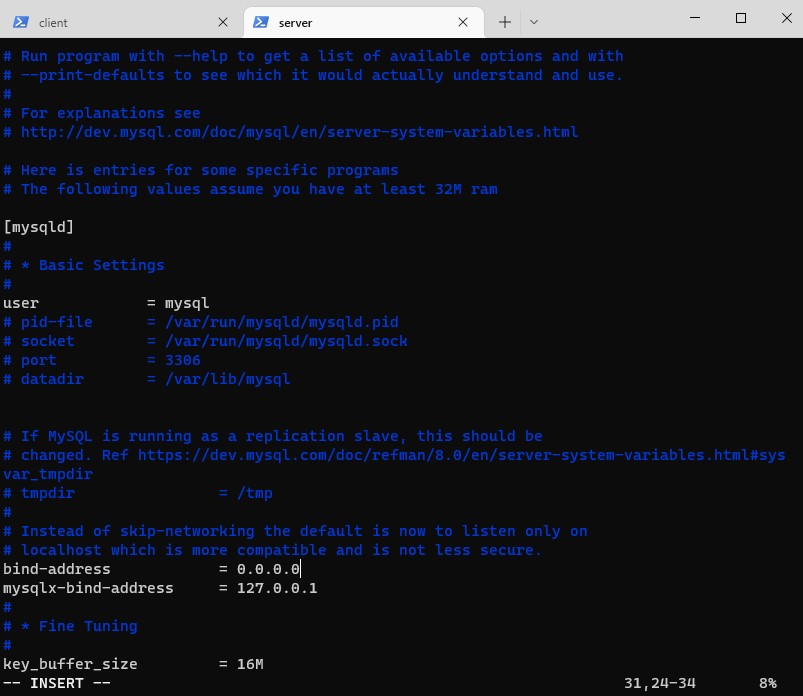 client
server
# Run program with --help to get a list of available options and with
# --print-defaults to see which it would actually understand and use.
#
# For explanations see
# http://dev.mysql.com/doc/mysql/en/server-system-variables.html
# Here is entries for some specific programs
# The following values assume you have at least 32M ram
[mysqld]
#
# * Basic Settings
#
user            = mysql
# pid-file      = /var/run/mysqld/mysqld.pid
# socket        = /var/run/mysqld/mysqld.sock
# port          = 3306
# datadir       = /var/lib/mysql
# If MySQL is running as a replication slave, this should be
# changed. Ref https://dev.mysql.com/doc/refman/8.0/en/server-system-variables.html#sys
var_tmpdir
# tmpdir                = /tmp
#
# Instead of skip-networking the default is now to listen only on
# localhost which is more compatible and is not less secure.
bind-address            = 0.0.0.0
mysqlx-bind-address     = 127.0.0.1
#
# * Fine Tuning
#
key_buffer_size         = 16M
-- INSERT --                                                         31,24-34       8%